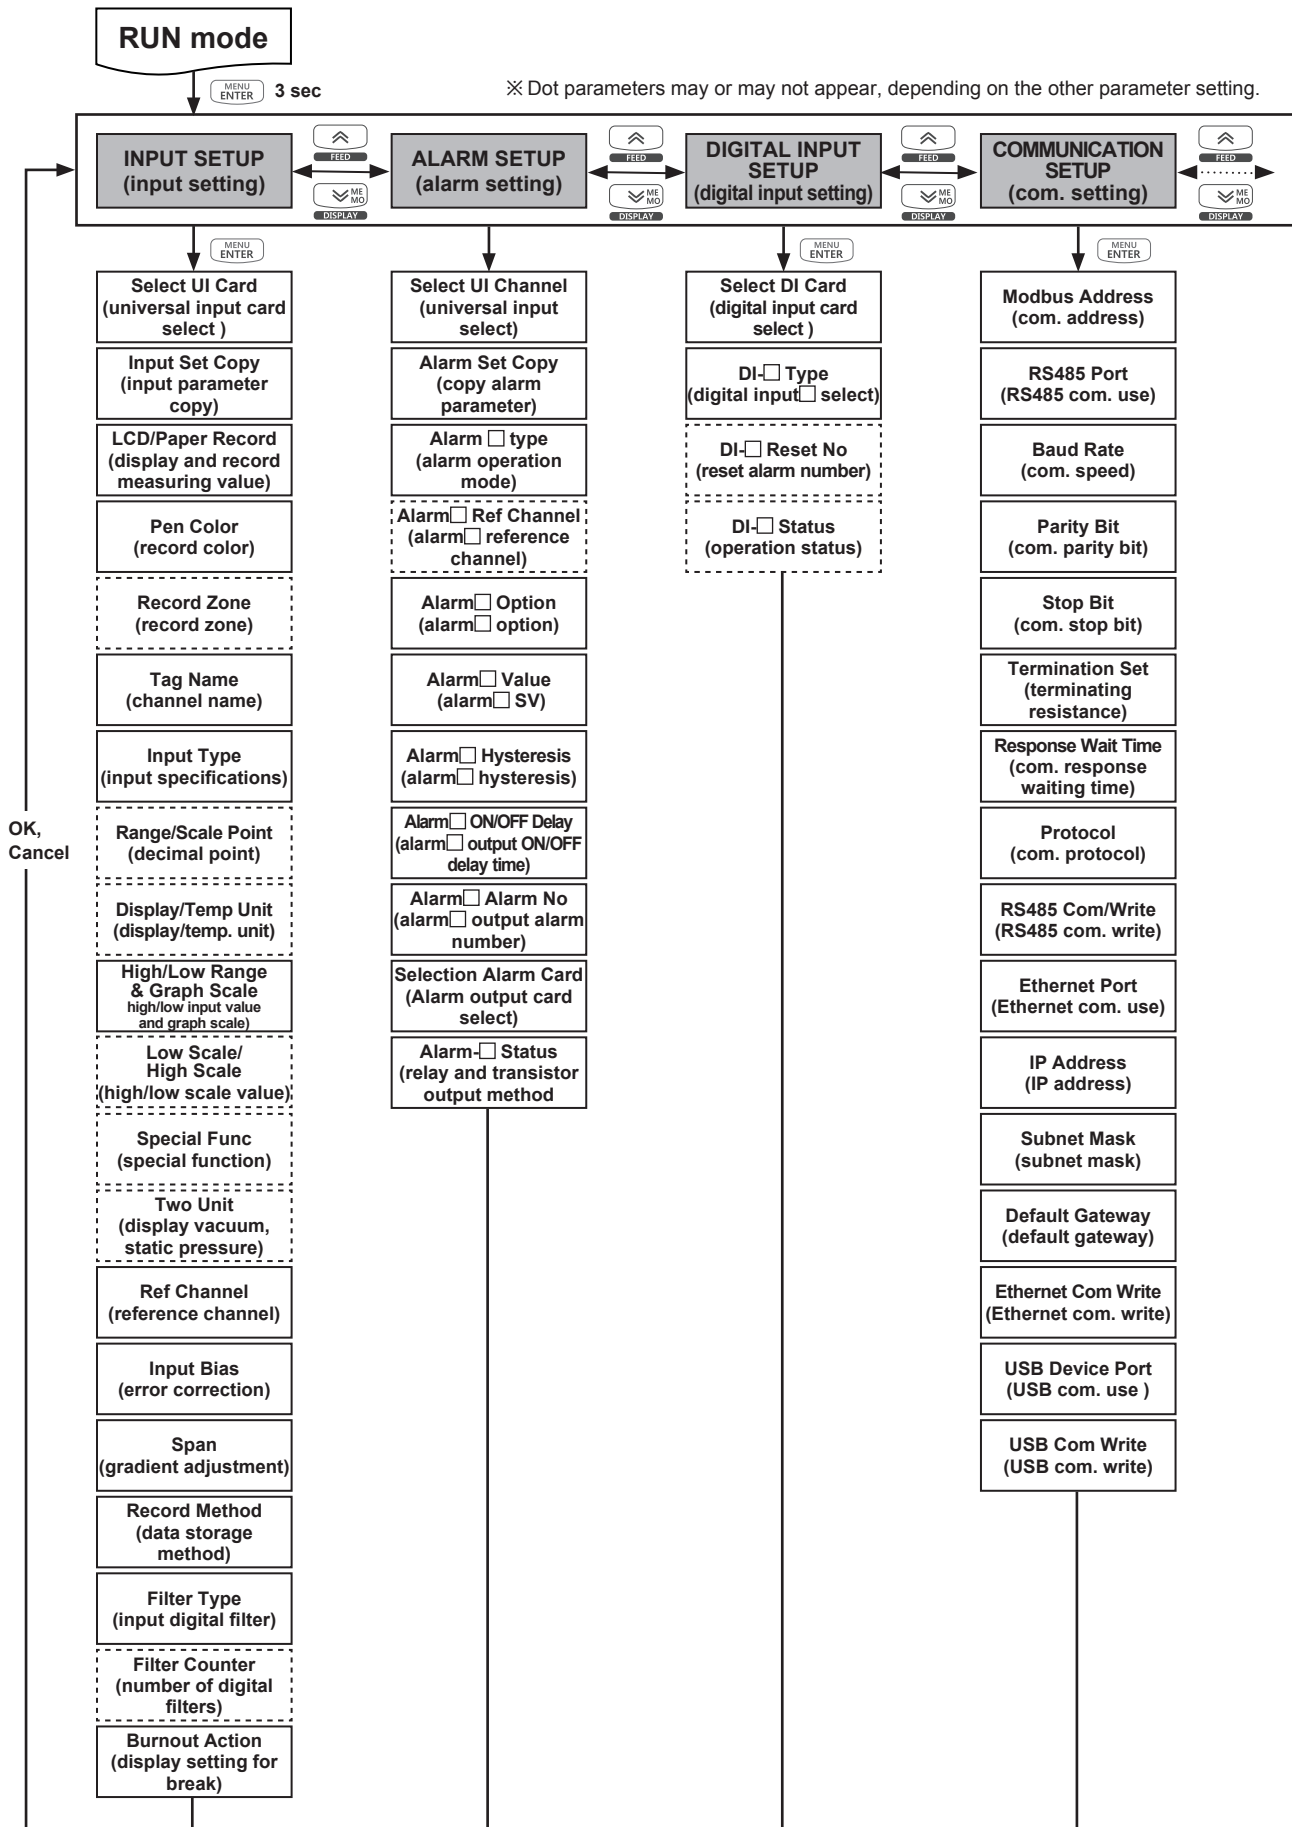 RUN mode
MENU
ENTER
3 sec
※ Dot parameters may or may not appear, depending on the other parameter setting.
INPUT SETUP
(input setting)
FEED
ME
MO
DISPLAY
ALARM SETUP
(alarm setting)
FEED
ME
MO
DISPLAY
DIGITAL INPUT
SETUP
(digital input setting)
FEED
ME
MO
DISPLAY
COMMUNICATION
SETUP
(com. setting)
FEED
ME
MO
DISPLAY
MENU
ENTER
Select UI Card
(universal input card
select )
Input Set Copy
(input parameter
copy)
LCD/Paper Record
(display and record
measuring value)
Pen Color
(record color)
Record Zone
(record zone)
Tag Name
(channel name)
Input Type
(input specifications)
Range/Scale Point
(decimal point)
Display/Temp Unit
(display/temp. unit)
High/Low Range
& Graph Scale
high/low input value
and graph scale)
Low Scale/
High Scale
(high/low scale value)
Special Func
(special function)
Two Unit
(display vacuum,
static pressure)
Ref Channel
(reference channel)
Input Bias
(error correction)
Span
(gradient adjustment)
Record Method
(data storage
method)
Filter Type
(input digital filter)
Filter Counter
(number of digital
filters)
Burnout Action
(display setting for
break)
Select UI Channel
(universal input
select)
Alarm Set Copy
(copy alarm
parameter)
Alarm □ type
(alarm operation
mode)
Alarm□ Ref Channel
(alarm□ reference
channel)
Alarm□ Option
(alarm□ option)
Alarm□ Value
(alarm□ SV)
Alarm□ Hysteresis
(alarm□ hysteresis)
Alarm□ ON/OFF Delay
(alarm□ output ON/OFF
delay time)
Alarm□ Alarm No
(alarm□ output alarm
number)
Selection Alarm Card
(Alarm output card
select)
Alarm-□ Status
(relay and transistor
output method
MENU
ENTER
Select DI Card
(digital input card
select )
DI-□ Type
(digital input□ select)
DI-□ Reset No
(reset alarm number)
DI-□ Status
(operation status)
MENU
ENTER
Modbus Address
(com. address)
RS485 Port
(RS485 com. use)
Baud Rate
(com. speed)
Parity Bit
(com. parity bit)
Stop Bit
(com. stop bit)
Termination Set
(terminating
resistance)
Response Wait Time
(com. response
waiting time)
Protocol
(com. protocol)
RS485 Com/Write
(RS485 com. write)
Ethernet Port
(Ethernet com. use)
IP Address
(IP address)
Subnet Mask
(subnet mask)
Default Gateway
(default gateway)
Ethernet Com Write
(Ethernet com. write)
USB Device Port
(USB com. use )
USB Com Write
(USB com. write)
OK,
Cancel